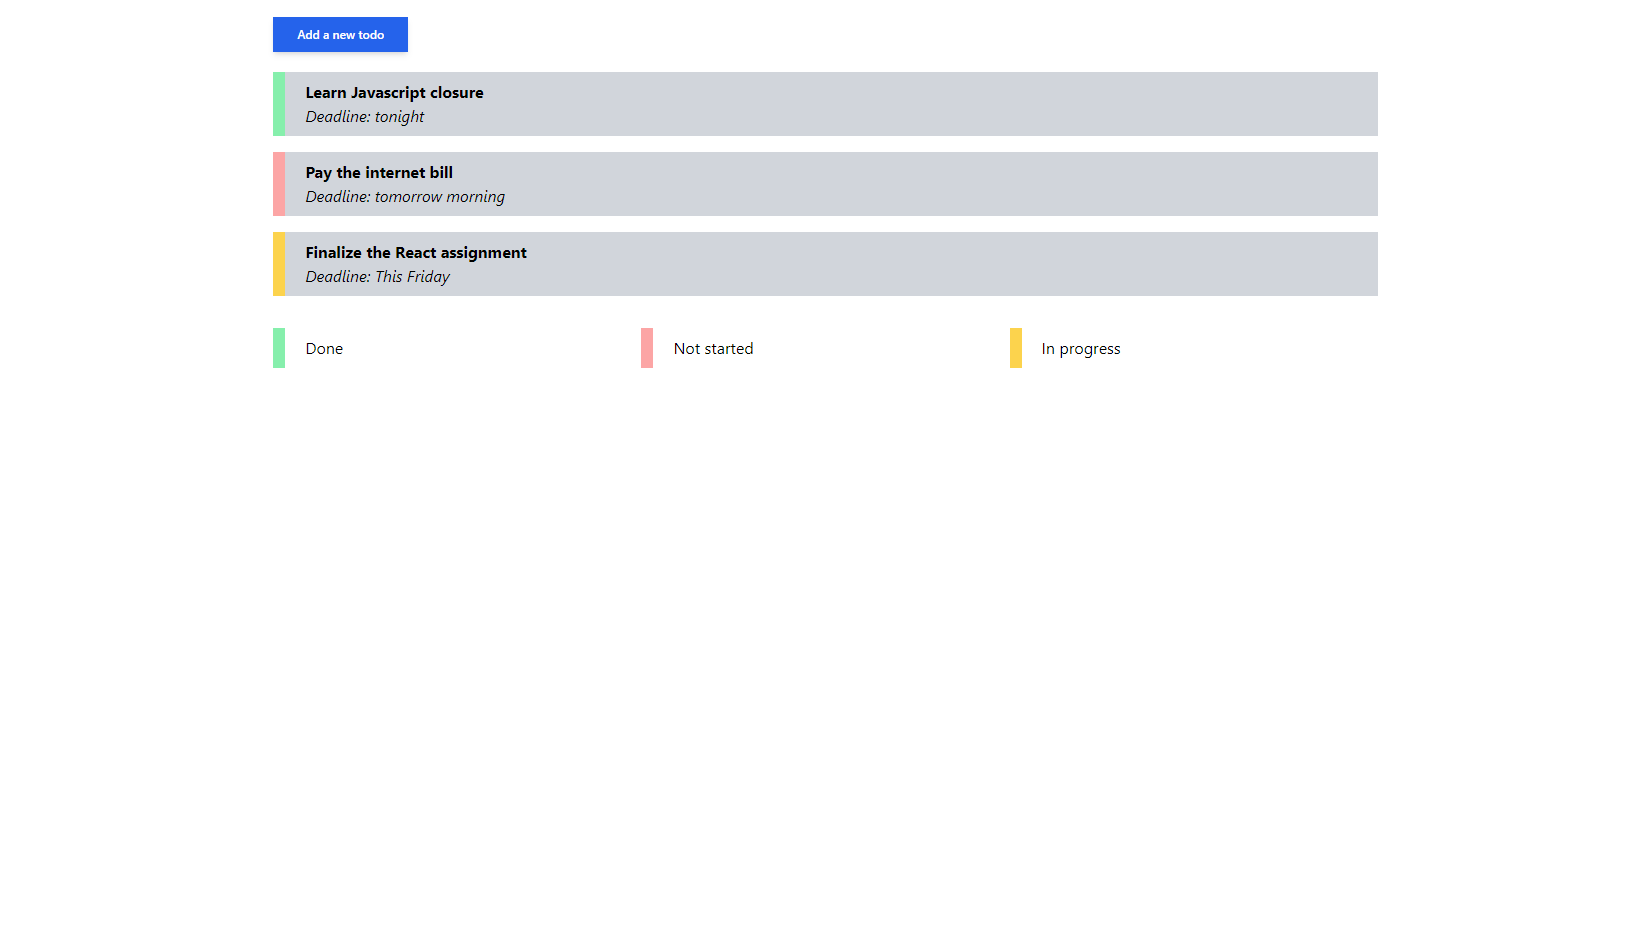 Add a new todo
Learn Javascript closure
Deadline: tonight
Pay the internet bill
Deadline: tomorrow morning
Finalize the React assignment
Deadline: This Friday
Done
Not started
In progress